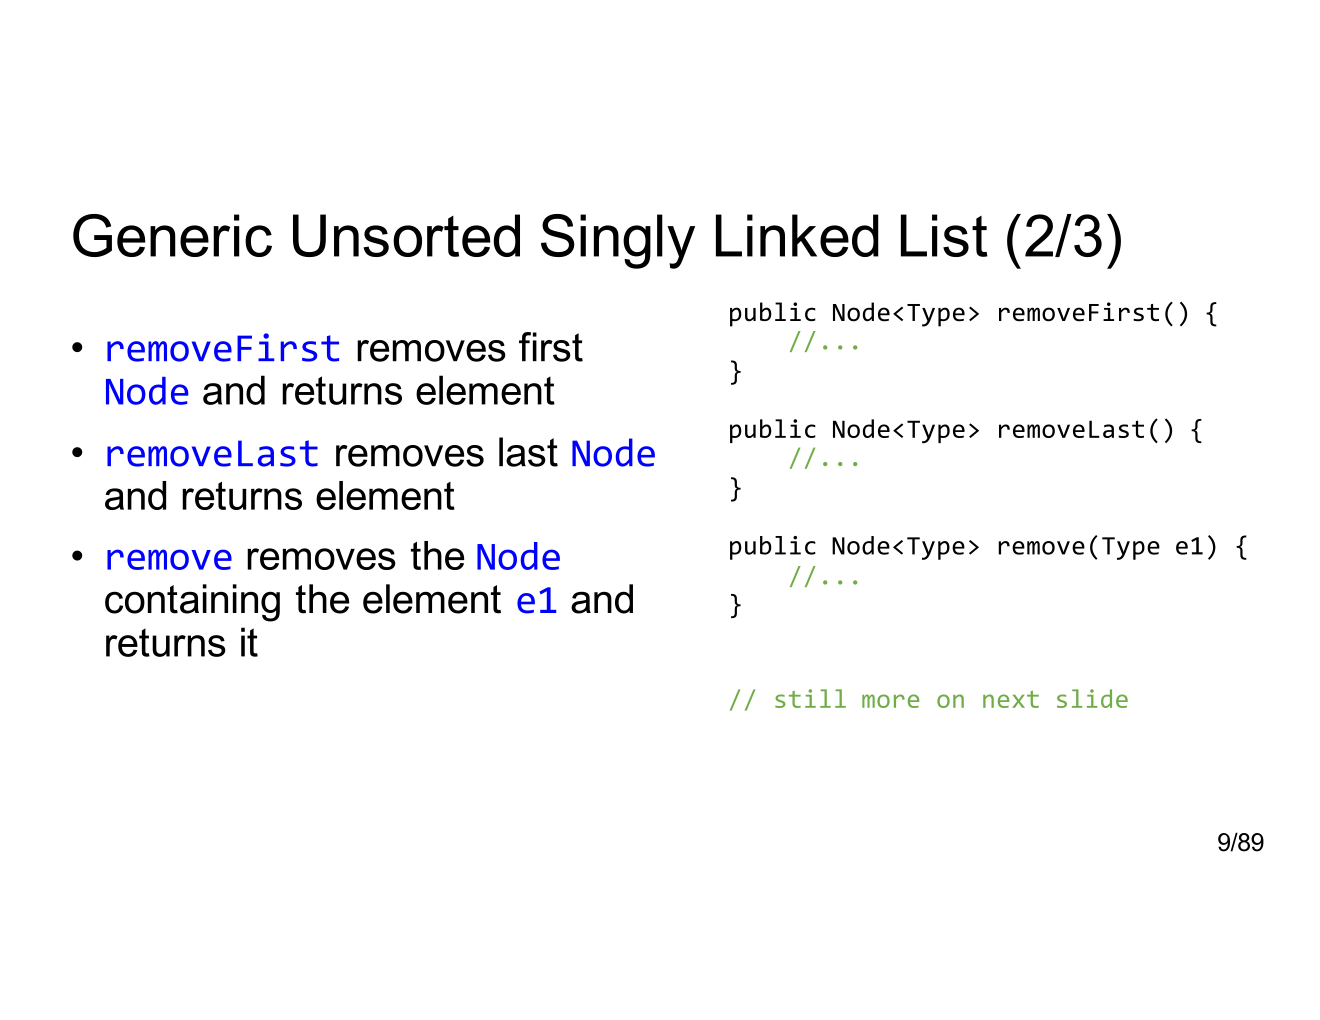 Generic Unsorted Singly Linked List (2/3)
• removeFirst removes first
Node and returns element
• removeLast removes last Node
and returns element
• remove removes the Node
containing the element e1 and
returns it
public Node<Type> removeFirst() {
    //...
}
public Node<Type> removeLast() {
    //...
}
public Node<Type> remove(Type e1) {
    //...
}
// still more on next slide
9/89